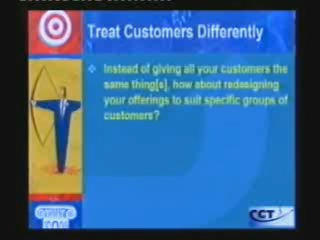 Treat Customers Differently
Instead of giving all your customers the
same thing[s], how about redesigning
your offerings to suit specific groups of
customers?
CCT